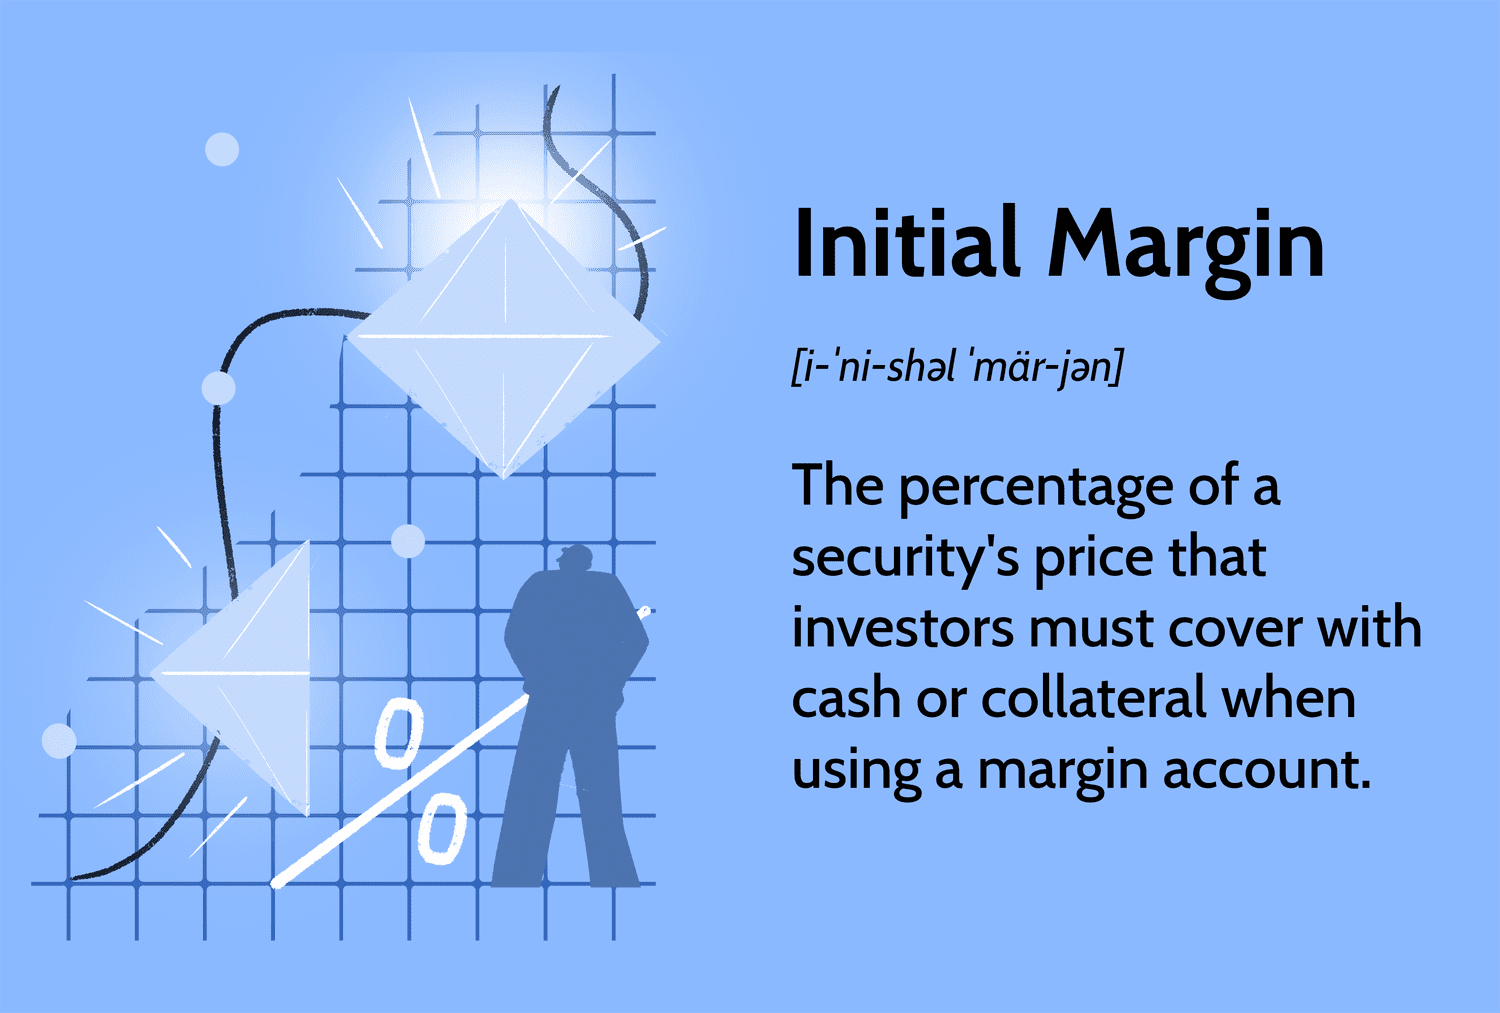 Initial Margin
[i-ˈni-shəl ˈmär-jən]
The percentage of a
security's price that
investors must cover with
cash or collateral when
using a margin account.